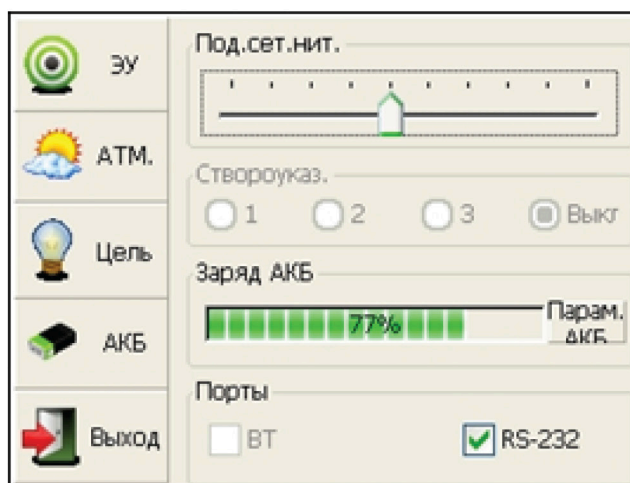 ЭУ
АТМ.
Цель
АКБ
Выход
Под.сет.нит.
Створоуказ.
1 2 3 Выкл
Заряд АКБ
77%
Парам.
АКБ
Порты
BT RS-232